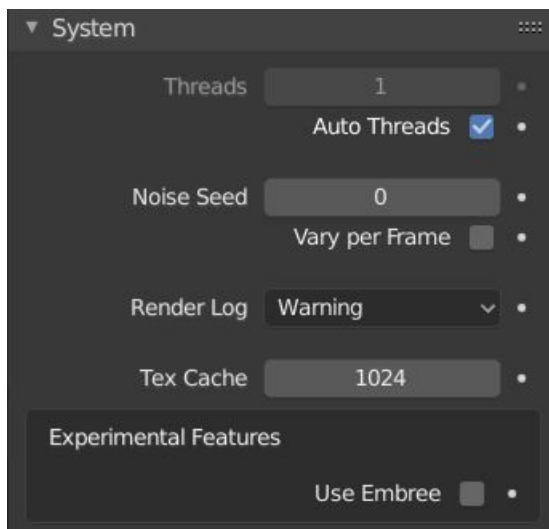 System
Threads 1
Auto Threads
Noise Seed 0
Vary per Frame
Render Log Warning
Tex Cache 1024
Experimental Features
Use Embree